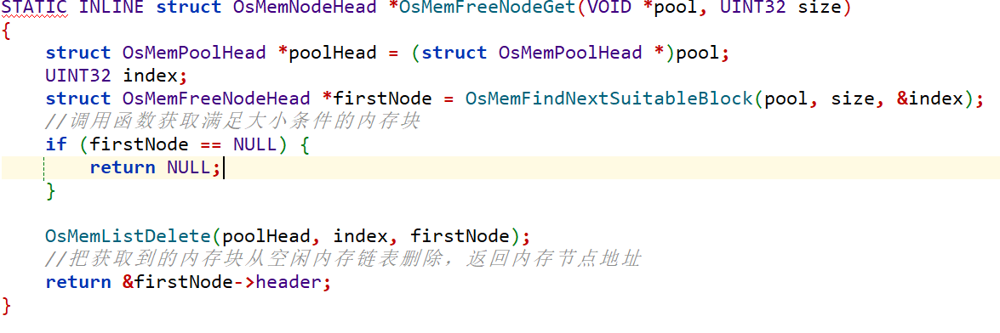 STATIC INLINE struct OsMemNodeHead *OsMemFreeNodeGet(VOID *pool, UINT32 size)
{
    struct OsMemPoolHead *poolHead = (struct OsMemPoolHead *)pool;
    UINT32 index;
    struct OsMemFreeNodeHead *firstNode = OsMemFindNextSuitableBlock(pool, size, &index);
    //调用函数获取满足大小条件的内存块
    if (firstNode == NULL) {
        return NULL;
    }
    OsMemListDelete(poolHead, index, firstNode);
    //把获取到的内存块从空闲内存链表删除，返回内存节点地址
    return &firstNode->header;
}